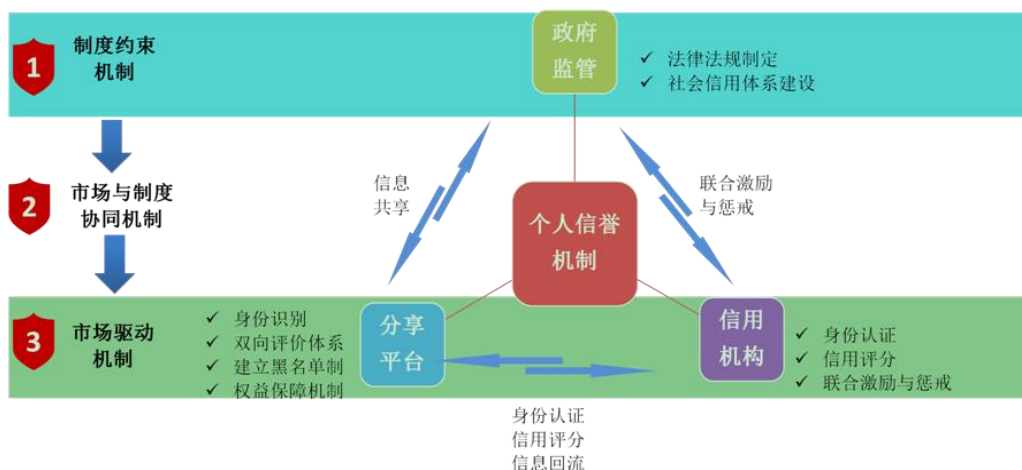 1
制度约束
机制
政府
监管
✓ 法律法规制定
✓ 社会信用体系建设
2
市场与制度
协同机制
信息
共享
个人信誉
机制
联合激励
与惩戒
3
市场驱动
机制
✓ 身份识别
✓ 双向评价体系
✓ 建立黑名单制
✓ 权益保障机制
分享
平台
信用
机构
✓ 身份认证
✓ 信用评分
✓ 联合激励与惩戒
身份认证
信用评分
信息回流